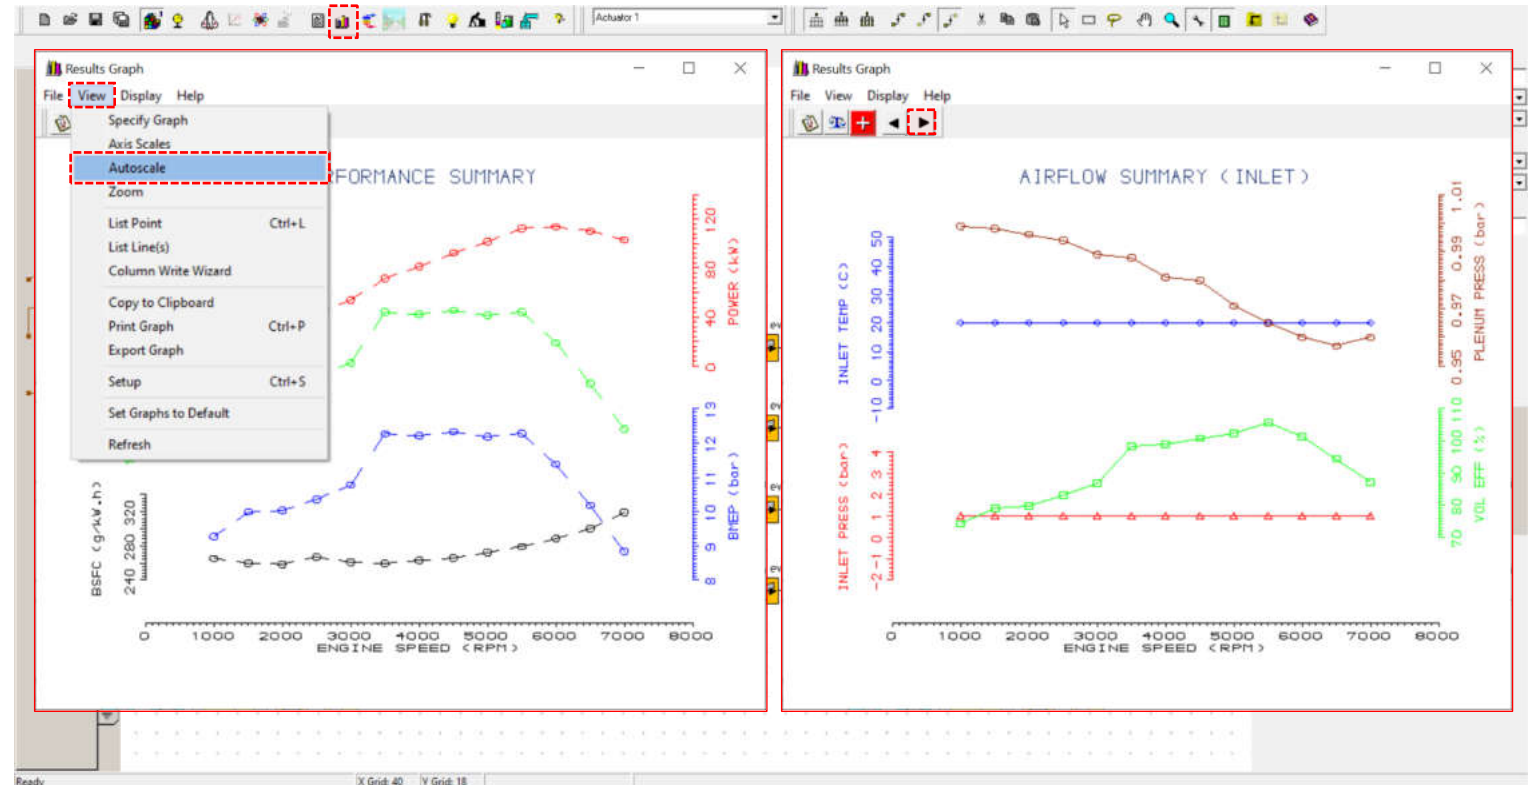 Actuator 1
Results Graph
File View Display Help
Specify Graph
Axis Scales
Autoscale
Zoom
List Point Ctrl+L
List Line(s)
Column Write Wizard
Copy to Clipboard
Print Graph Ctrl+P
Export Graph
Setup Ctrl+S
Set Graphs to Default
Refresh
FORMANCE SUMMARY
0 40 80 120
POWER (kW)
8 9 10 11 12 13
BMEP (bar)
BSFC (g/kW.h)
240 280 320
0 1000 2000 3000 4000 5000 6000 7000 8000
ENGINE SPEED (RPM)
Results Graph
File View Display Help
AIRFLOW SUMMARY (INLET)
INLET TEMP (C)
-10 0 10 20 30 40 50
0.95 0.97 0.99 1.01
PLENUM PRESS (bar)
INLET PRESS (bar)
-2 -1 0 1 2 3 4
70 80 90 100 110
VOL EFF (%)
0 1000 2000 3000 4000 5000 6000 7000 8000
ENGINE SPEED (RPM)
Ready X Grid: 40 Y Grid: 18